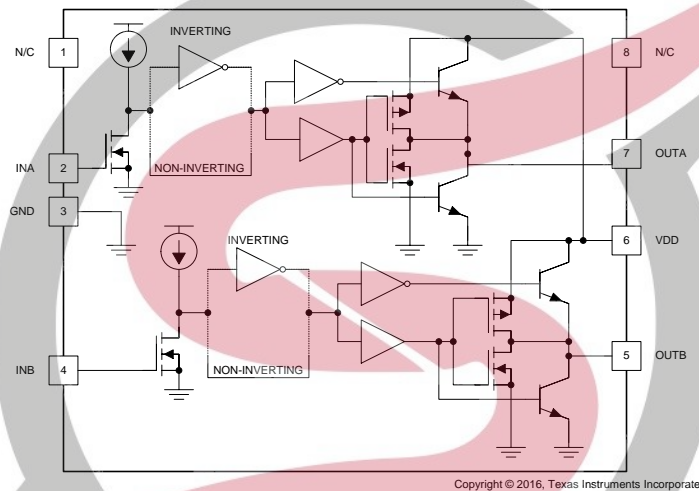 INVERTING
N/C 1
8 N/C
INA 2
NON-INVERTING
7 OUTA
GND 3
INVERTING
6 VDD
INB 4
NON-INVERTING
5 OUTB
Copyright © 2016, Texas Instruments Incorporate